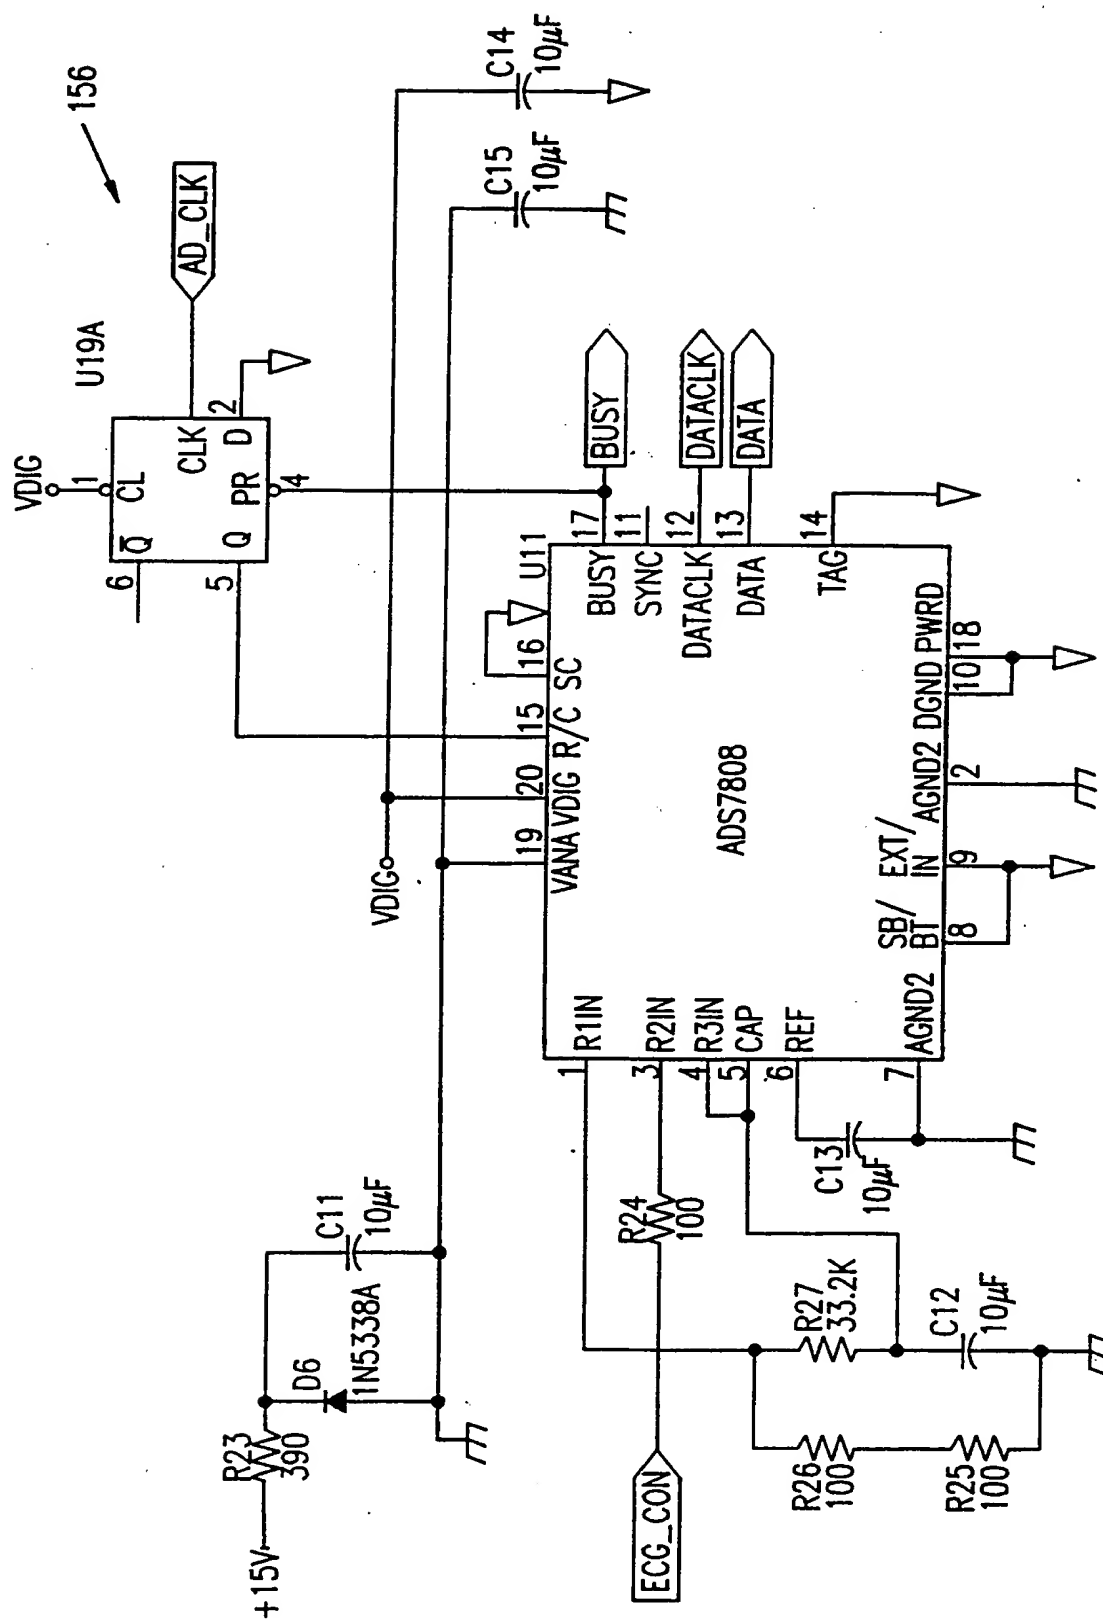 156
U19A
VDIG
1
CL
6
Q̅
CLK
AD_CLK
2
D
5
Q
PR
4
C14
10µF
C15
10µF
VDIG
+15V
R23
390
D6
1N5338A
C11
10µF
U11
19
VANA
20
VDIG
15
R/C
16
SC
ADS7808
17
BUSY
BUSY
11
SYNC
12
DATACLK
DATACLK
13
DATA
DATA
14
TAG
1
R1IN
3
R2IN
4
R3IN
5
CAP
6
REF
7
AGND2
SB/
BT
8
EXT/
IN
9
AGND2
2
DGND
10
PWRD
18
ECG_CON
R24
100
C13
10µF
R27
33.2K
C12
10µF
R26
100
R25
100